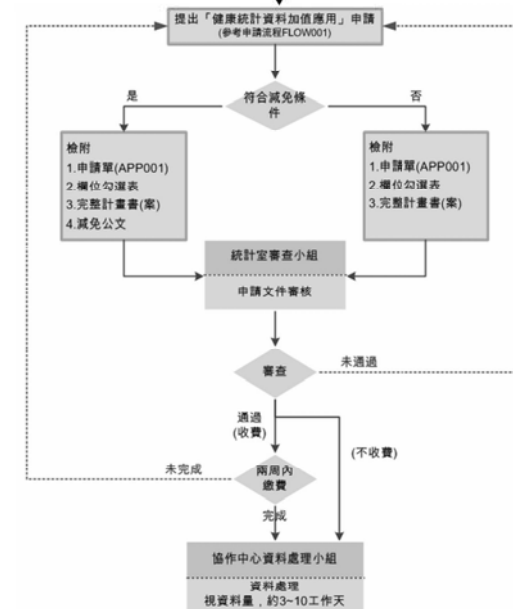 提出「健康統計資料加值應用」申請
(參考申請流程FLOW001)
符合減免條
件
是
否
檢附
1.申請單(APP001)
2.欄位勾選表
3.完整計畫書(案)
4.減免公文
檢附
1.申請單(APP001)
2.欄位勾選表
3.完整計畫書(案)
統計室審查小組
申請文件審核
審查
未通過
通過
(收費)
(不收費)
未完成
兩周內
繳費
完成
協作中心資料處理小組
資料處理
視資料量，約3~10工作天